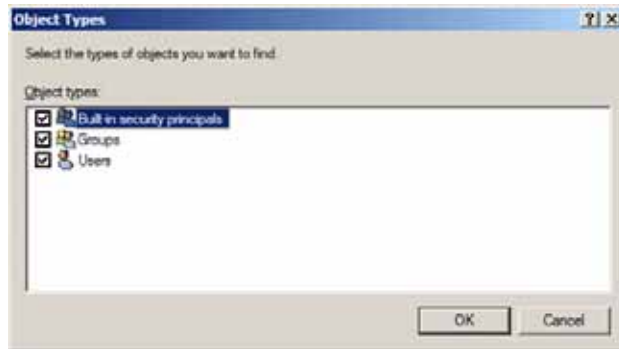 Object Types
Select the types of objects you want to find.
Object types:
Built-in security principals
Groups
Users
OK
Cancel